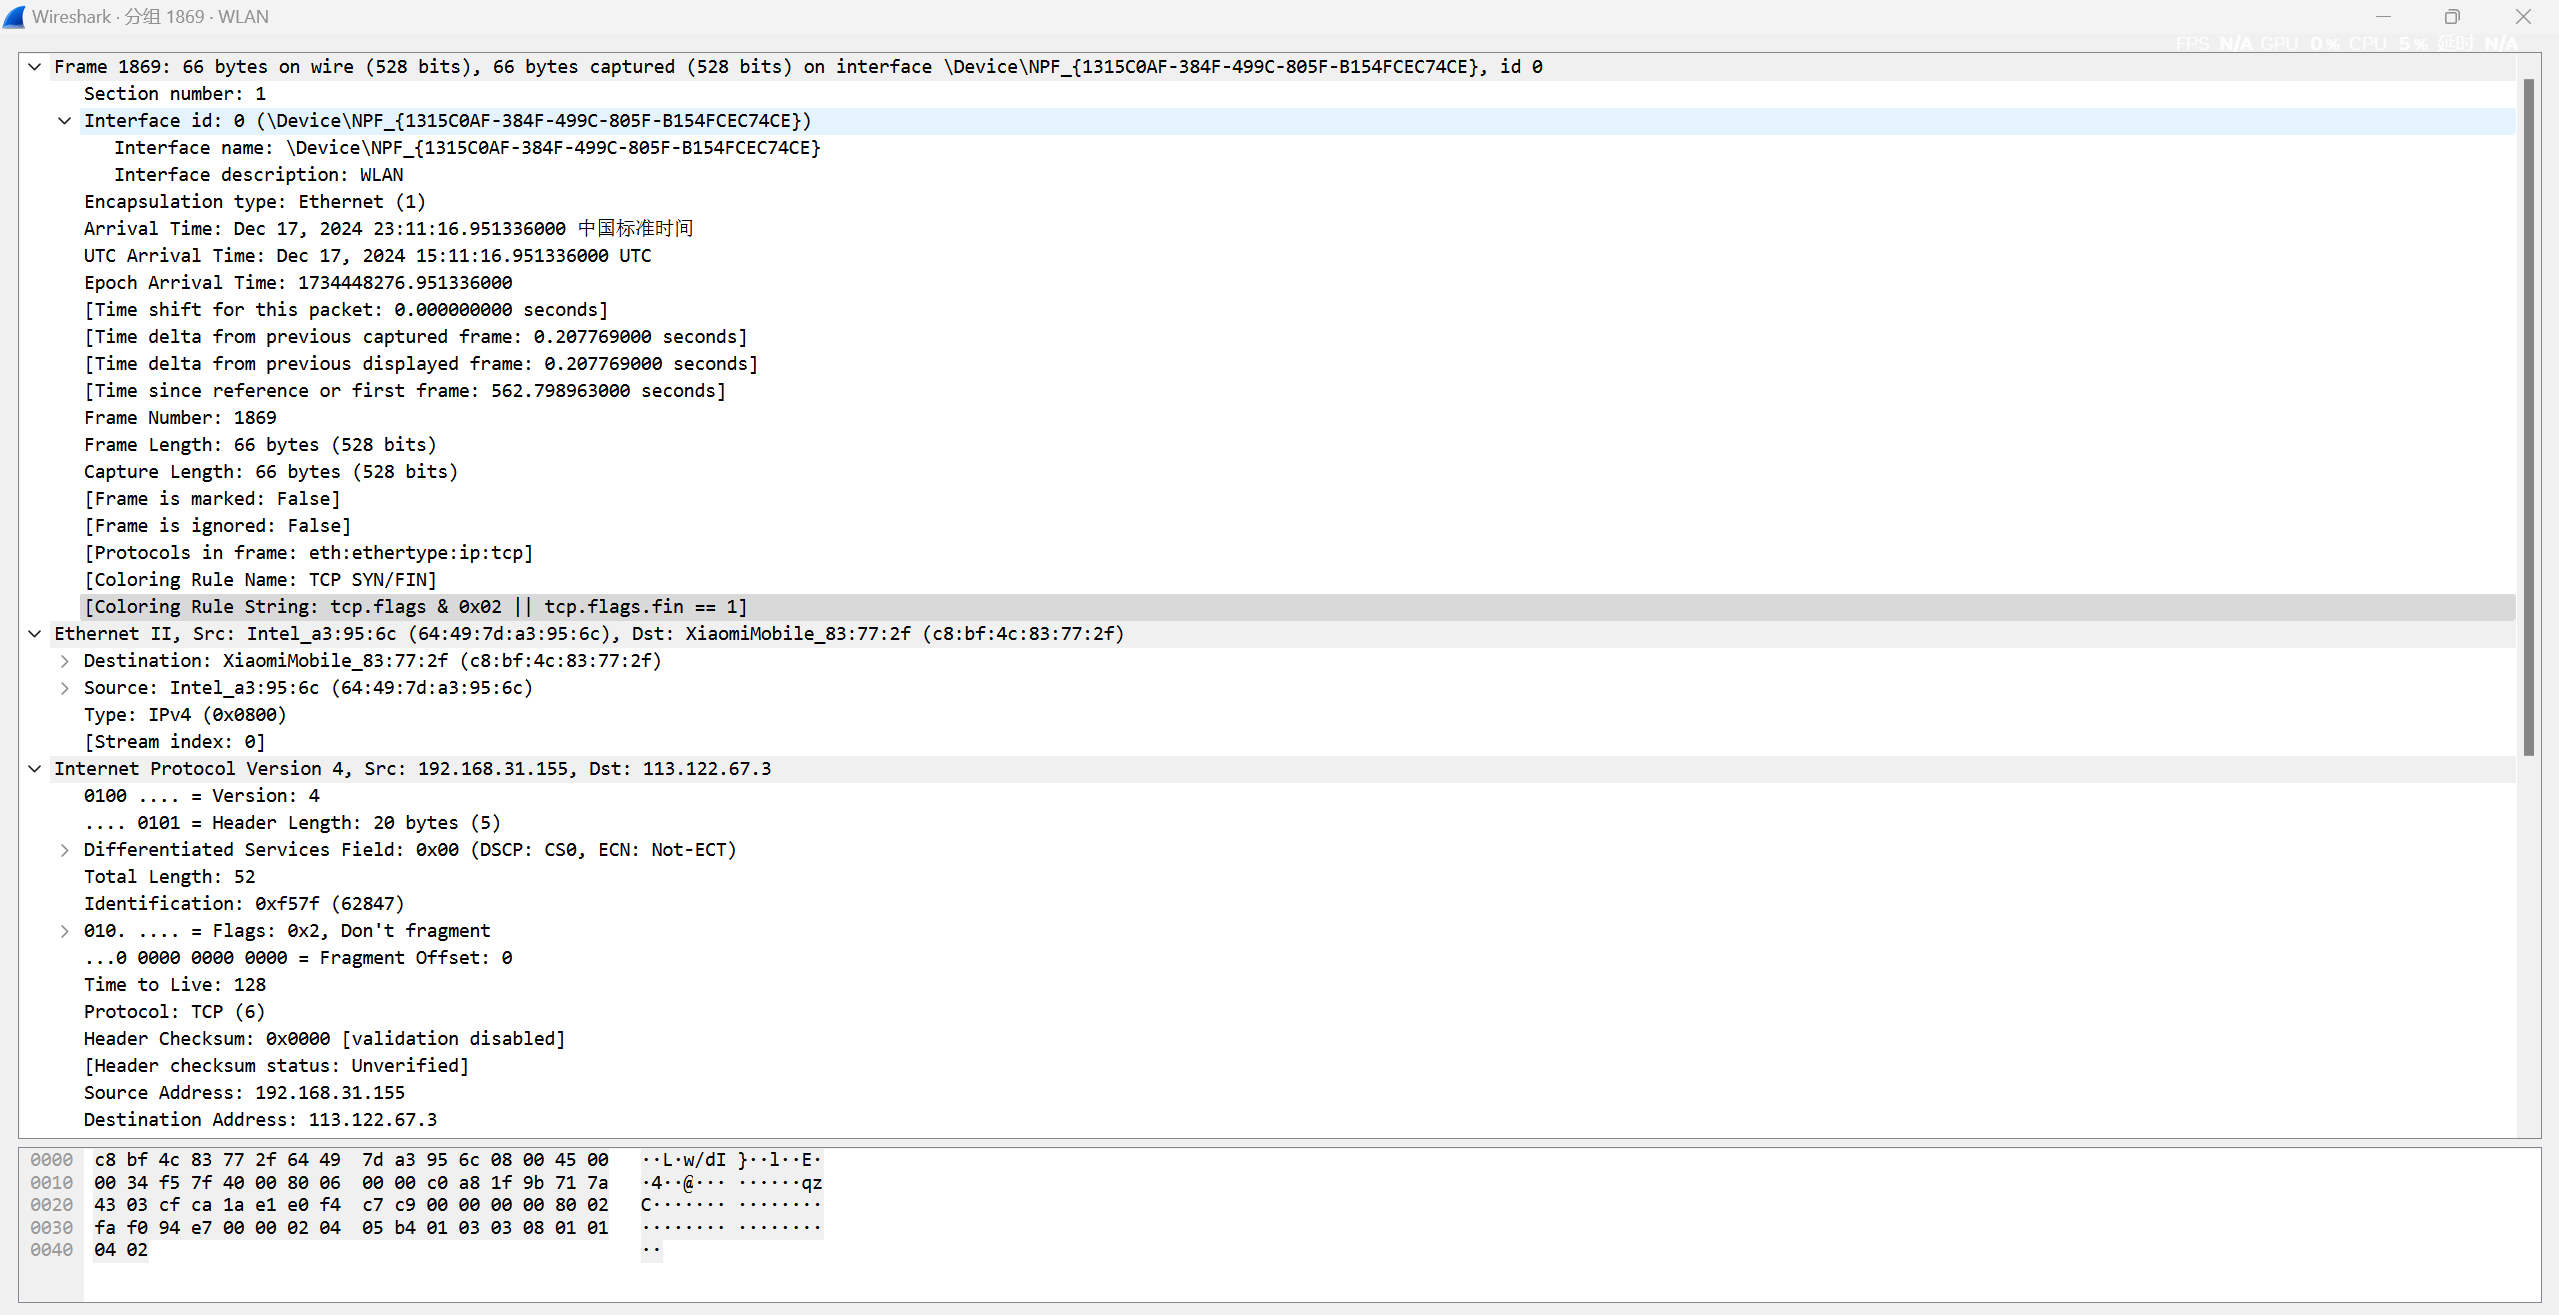 Wireshark · 分组 1869 · WLAN
FPS N/A GPU 0% CPU 5% 延时 N/A
Frame 1869: 66 bytes on wire (528 bits), 66 bytes captured (528 bits) on interface \Device\NPF_{1315C0AF-384F-499C-805F-B154FCEC74CE}, id 0
Section number: 1
Interface id: 0 (\Device\NPF_{1315C0AF-384F-499C-805F-B154FCEC74CE})
Interface name: \Device\NPF_{1315C0AF-384F-499C-805F-B154FCEC74CE}
Interface description: WLAN
Encapsulation type: Ethernet (1)
Arrival Time: Dec 17, 2024 23:11:16.951336000 中国标准时间
UTC Arrival Time: Dec 17, 2024 15:11:16.951336000 UTC
Epoch Arrival Time: 1734448276.951336000
[Time shift for this packet: 0.000000000 seconds]
[Time delta from previous captured frame: 0.207769000 seconds]
[Time delta from previous displayed frame: 0.207769000 seconds]
[Time since reference or first frame: 562.798963000 seconds]
Frame Number: 1869
Frame Length: 66 bytes (528 bits)
Capture Length: 66 bytes (528 bits)
[Frame is marked: False]
[Frame is ignored: False]
[Protocols in frame: eth:ethertype:ip:tcp]
[Coloring Rule Name: TCP SYN/FIN]
[Coloring Rule String: tcp.flags & 0x02 || tcp.flags.fin == 1]
Ethernet II, Src: Intel_a3:95:6c (64:49:7d:a3:95:6c), Dst: XiaomiMobile_83:77:2f (c8:bf:4c:83:77:2f)
Destination: XiaomiMobile_83:77:2f (c8:bf:4c:83:77:2f)
Source: Intel_a3:95:6c (64:49:7d:a3:95:6c)
Type: IPv4 (0x0800)
[Stream index: 0]
Internet Protocol Version 4, Src: 192.168.31.155, Dst: 113.122.67.3
0100 .... = Version: 4
.... 0101 = Header Length: 20 bytes (5)
Differentiated Services Field: 0x00 (DSCP: CS0, ECN: Not-ECT)
Total Length: 52
Identification: 0xf57f (62847)
010. .... = Flags: 0x2, Don't fragment
...0 0000 0000 0000 = Fragment Offset: 0
Time to Live: 128
Protocol: TCP (6)
Header Checksum: 0x0000 [validation disabled]
[Header checksum status: Unverified]
Source Address: 192.168.31.155
Destination Address: 113.122.67.3
0000 c8 bf 4c 83 77 2f 64 49 7d a3 95 6c 08 00 45 00 ··L·w/dI }··l··E·
0010 00 34 f5 7f 40 00 80 06 00 00 c0 a8 1f 9b 71 7a ·4··@··· ······qz
0020 43 03 cf ca 1a e1 e0 f4 c7 c9 00 00 00 00 80 02 C······· ········
0030 fa f0 94 e7 00 00 02 04 05 b4 01 03 03 08 01 01 ········ ········
0040 04 02 ··